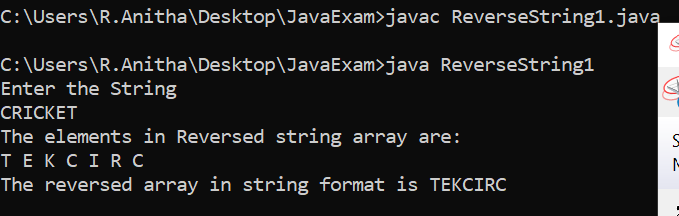 C:\Users\R.Anitha\Desktop\JavaExam>javac ReverseString1.java
C:\Users\R.Anitha\Desktop\JavaExam>java ReverseString1
Enter the String
CRICKET
The elements in Reversed string array are:
T E K C I R C
The reversed array in string format is TEKCIRC